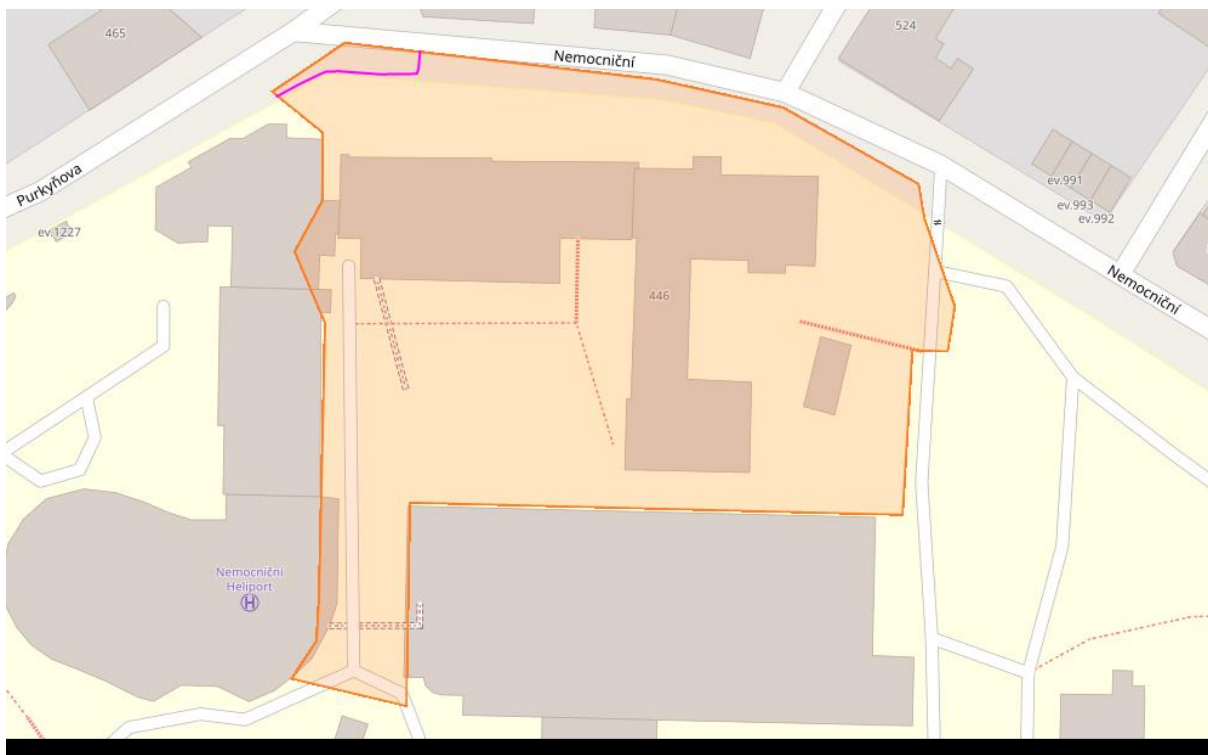 465
Nemocniční
524
Purkyňova
ev.991
ev.993
ev.992
ev.1227
Nemocniční
446
Nemocniční
Heliport
H